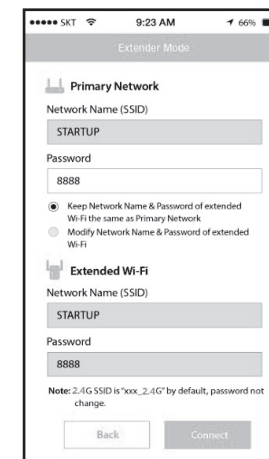 SKT 9:23 AM 66%
Extender Mode
Primary Network
Network Name (SSID)
STARTUP
Password
8888
Keep Network Name & Password of extended
Wi-Fi the same as Primary Network
Modify Network Name & Password of extended
Wi-Fi
Extended Wi-Fi
Network Name (SSID)
STARTUP
Password
8888
Note: 2.4G SSID is "xxx_2.4G" by default, password not
change.
Back Connect